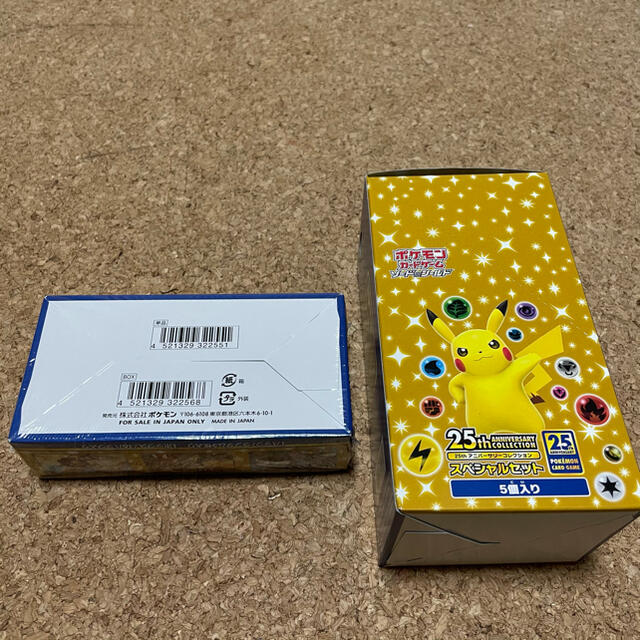 単品
4 521329 322551
BOX
4 521329 322568
紙 箱
プラ 外装
発売元 株式会社ポケモン 〒106-6108 東京都港区六本木6-10-1
FOR SALE IN JAPAN ONLY MADE IN JAPAN
ポケモン
カードゲーム
ソード&シールド
25th ANNIVERSARY COLLECTION
25th アニバーサリーコレクション
スペシャルセット
25th
ANNIVERSARY
POKÉMON
CARD GAME
5個入り